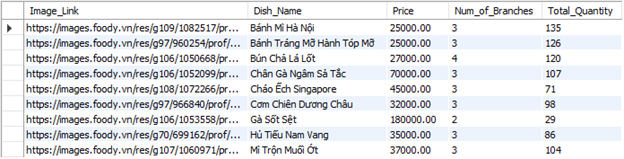 Image_Link Dish_Name Price Num_of_Branches Total_Quantity
https://images.foody.vn/res/g109/1082517/pr... Bánh Mì Hà Nội 25000.00 3 135
https://images.foody.vn/res/g97/960254/prof/... Bánh Tráng Mỡ Hành Tóp Mỡ 25000.00 3 126
https://images.foody.vn/res/g106/1050668/pr... Bún Chả Lá Lốt 27000.00 4 120
https://images.foody.vn/res/g106/1052099/pr... Chân Gà Ngâm Sả Tắc 70000.00 3 107
https://images.foody.vn/res/g108/1072266/pr... Cháo Ếch Singapore 45000.00 3 71
https://images.foody.vn/res/g97/966840/prof/... Cơm Chiên Dương Châu 32000.00 3 98
https://images.foody.vn/res/g106/1053558/pr... Gà Sốt Sệt 180000.00 2 29
https://images.foody.vn/res/g70/699162/prof/... Hủ Tiếu Nam Vang 35000.00 3 86
https://images.foody.vn/res/g107/1060971/pr... Mì Trộn Muối Ớt 37000.00 3 104